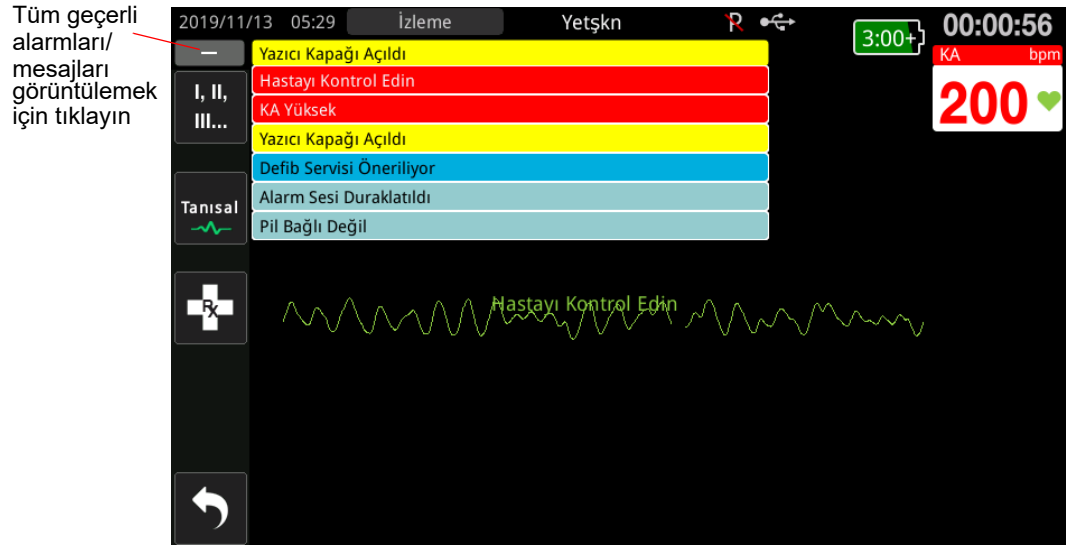 Tüm geçerli
alarmları/
mesajları
görüntülemek
için tıklayın
2019/11/13 05:29 İzleme Yetşkn R 3:00+ 00:00:56
Yazıcı Kapağı Açıldı
KA bpm
200
Hastayı Kontrol Edin
I, II,
III...
KA Yüksek
Yazıcı Kapağı Açıldı
Defib Servisi Öneriliyor
Alarm Sesi Duraklatıldı
Tanısal
Pil Bağlı Değil
Rx
Hastayı Kontrol Edin